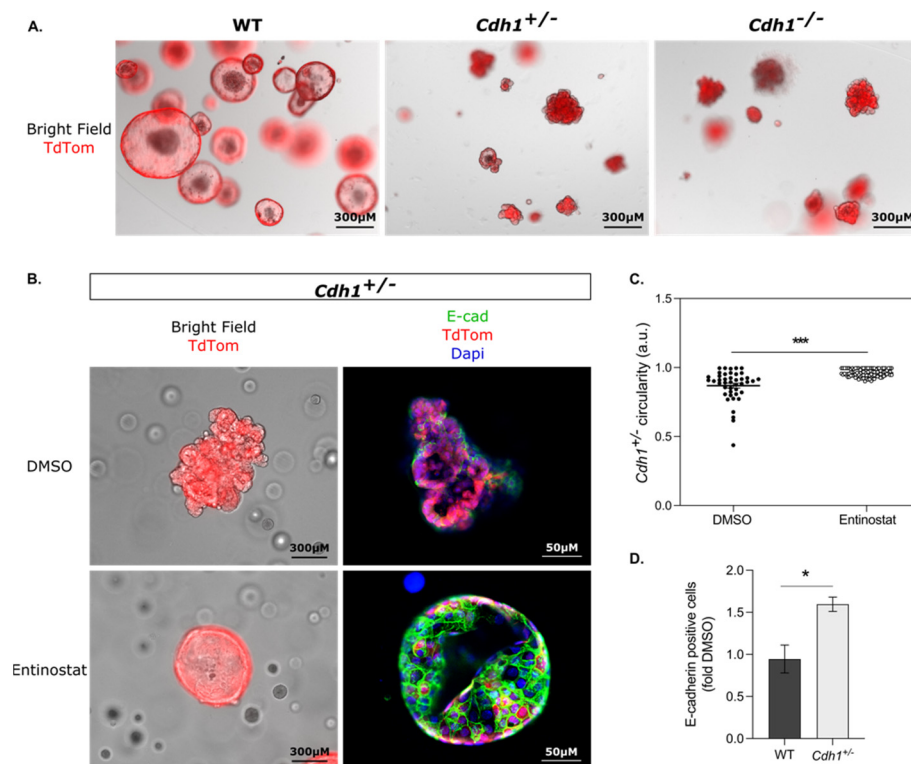 A.
WT
Cdh1+/-
Cdh1-/-
Bright Field
TdTom
300µM
300µM
300µM
B.
Cdh1+/-
Bright Field
TdTom
E-cad
TdTom
Dapi
DMSO
300µM
50µM
Entinostat
300µM
50µM
C.
Cdh1+/- circularity (a.u.)
1.5
1.0
0.5
0.0
***
DMSO
Entinostat
D.
E-cadherin positive cells
(fold DMSO)
2.0
1.5
1.0
0.5
0.0
*
WT
Cdh1+/-